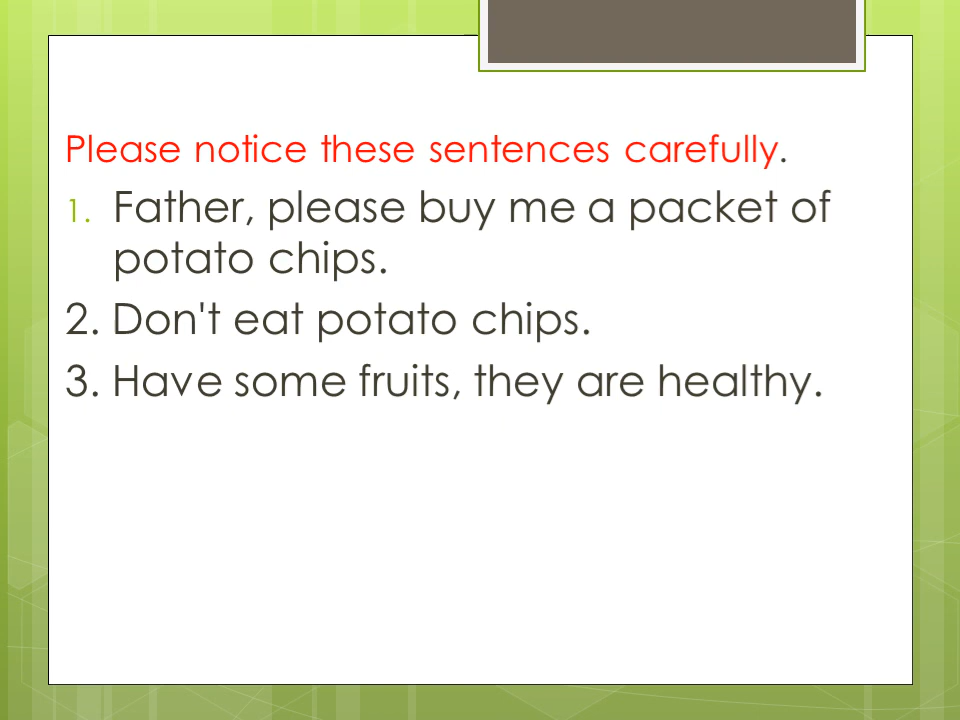 Please notice these sentences carefully.
1. Father, please buy me a packet of
potato chips.
2. Don't eat potato chips.
3. Have some fruits, they are healthy.